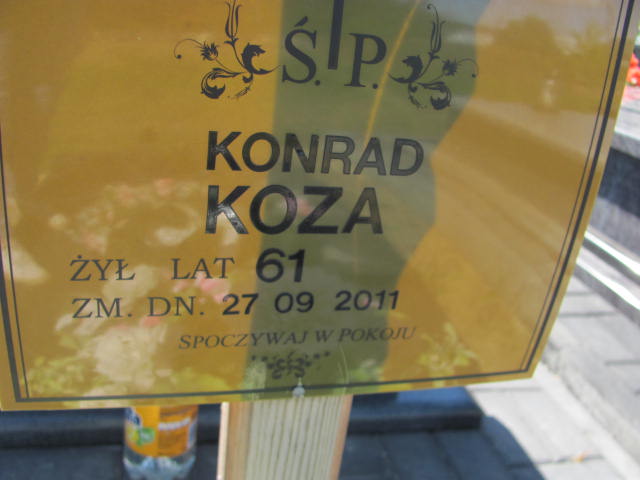 Ś. P.
KONRAD
KOZA
ŻYŁ LAT 61
ZM. DN. 27 09 2011
SPOCZYWAJ W POKOJU